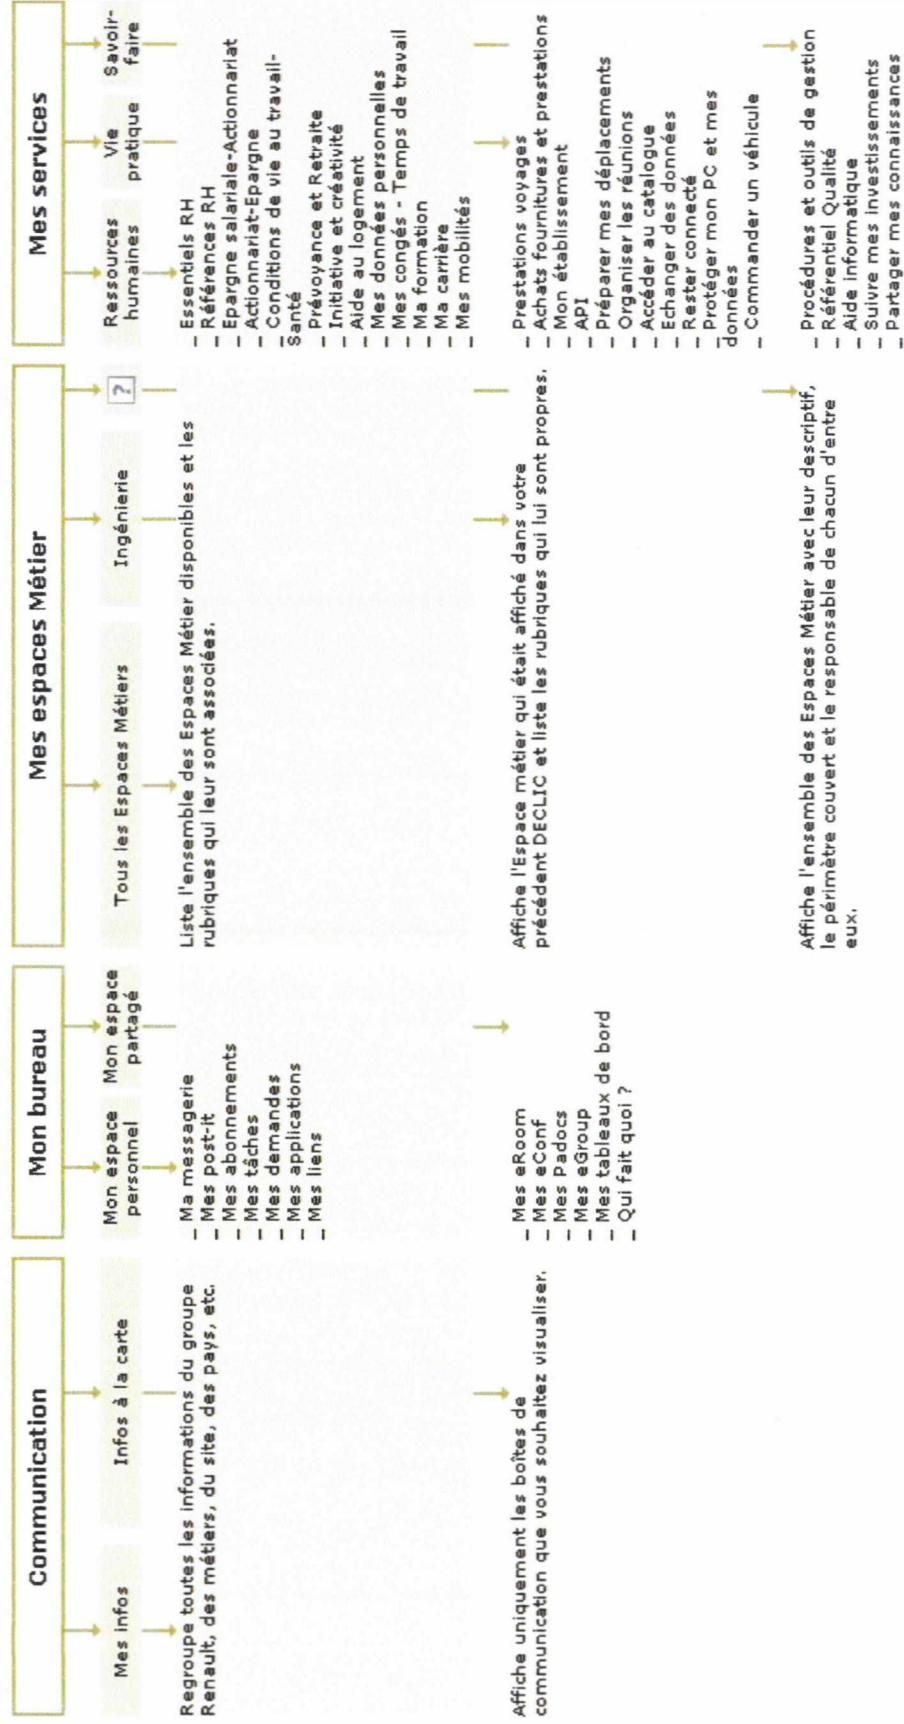 Communication
Mes infos
Infos à la carte
Regroupe toutes les informations du groupe
Renault, des métiers, du site, des pays, etc.
Affiche uniquement les boîtes de
communication que vous souhaitez visualiser.
Mon bureau
Mon espace
personnel
Mon espace
partagé
– Ma messagerie
– Mes post-it
– Mes abonnements
– Mes tâches
– Mes demandes
– Mes applications
– Mes liens
– Mes eRoom
– Mes eConf
– Mes Padocs
– Mes eGroup
– Mes tableaux de bord
– Qui fait quoi ?
Mes espaces Métier
Tous les Espaces Métiers
Ingénierie
?
Liste l'ensemble des Espaces Métier disponibles et les
rubriques qui leur sont associées.
Affiche l'Espace métier qui était affiché dans votre
précédent DECLIC et liste les rubriques qui lui sont propres.
Affiche l'ensemble des Espaces Métier avec leur descriptif,
le périmètre couvert et le responsable de chacun d'entre
eux.
Mes services
Ressources
humaines
Vie
pratique
Savoir-
faire
– Essentiels RH
– Références RH
– Epargne salariale-Actionnariat
– Actionnariat-Epargne
– Conditions de vie au travail-
Santé
– Prévoyance et Retraite
– Initiative et créativité
– Aide au logement
– Mes données personnelles
– Mes congés - Temps de travail
– Ma formation
– Ma carrière
– Mes mobilités
– Prestations voyages
– Achats fournitures et prestations
– Mon établissement
– API
– Préparer mes déplacements
– Organiser les réunions
– Accéder au catalogue
– Echanger des données
– Rester connecté
– Protéger mon PC et mes
données
– Commander un véhicule
– Procédures et outils de gestion
– Référentiel Qualité
– Aide informatique
– Suivre mes investissements
– Partager mes connaissances